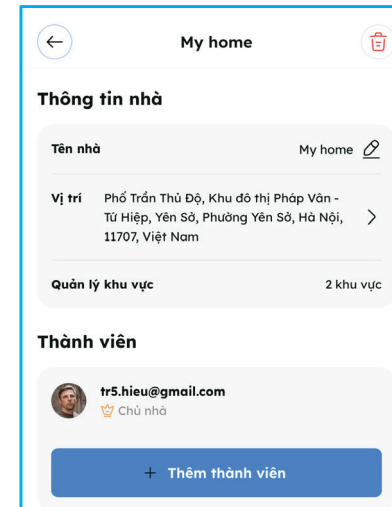 My home
Thông tin nhà
Tên nhà My home
Vị trí Phố Trần Thủ Độ, Khu đô thị Pháp Vân -
Tứ Hiệp, Yên Sở, Phường Yên Sở, Hà Nội,
11707, Việt Nam
Quản lý khu vực 2 khu vực
Thành viên
tr5.hieu@gmail.com
Chủ nhà
+ Thêm thành viên